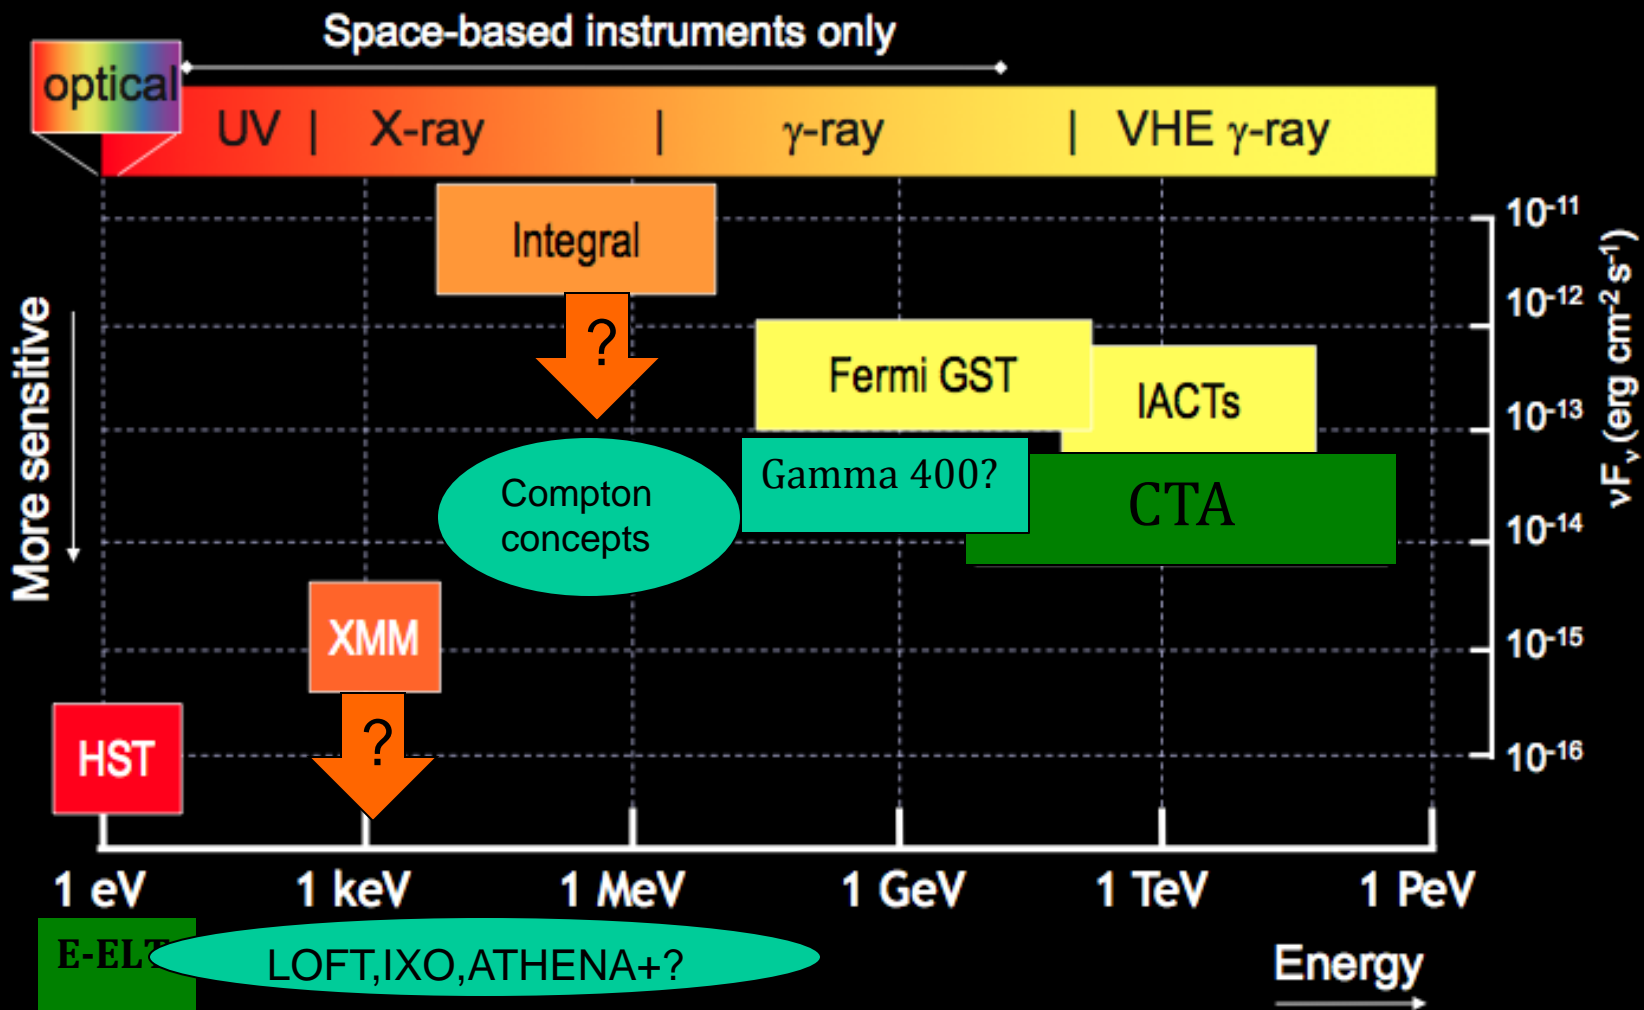 Space-based instruments only
optical
UV | X-ray | γ-ray | VHE γ-ray
Integral
10⁻¹¹
10⁻¹²
10⁻¹³
10⁻¹⁴
10⁻¹⁵
10⁻¹⁶
νFν (erg cm⁻² s⁻¹)
More sensitive
?
Fermi GST
IACTs
Compton
concepts
Gamma 400?
CTA
XMM
?
HST
1 eV 1 keV 1 MeV 1 GeV 1 TeV 1 PeV
E-ELT
LOFT,IXO,ATHENA+?
Energy